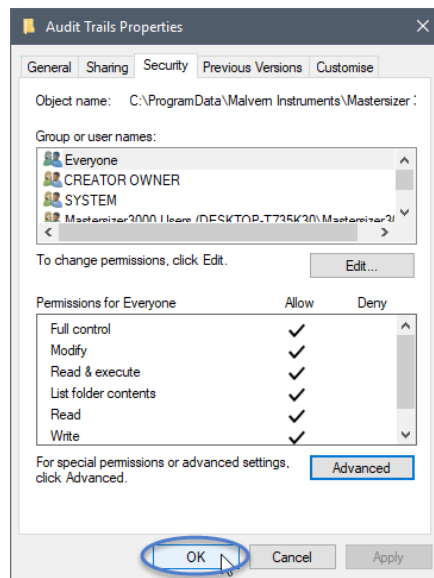 Audit Trails Properties
General Sharing Security Previous Versions Customise
Object name: C:\ProgramData\Malvern Instruments\Mastersizer
Group or user names:
Everyone
CREATOR OWNER
SYSTEM
Mastersizer3000 Users (DESKTOP-T735K30\Mastersizer3
To change permissions, click Edit.
Edit...
Permissions for Everyone Allow Deny
Full control
Modify
Read & execute
List folder contents
Read
Write
For special permissions or advanced settings,
click Advanced.
Advanced
OK Cancel Apply